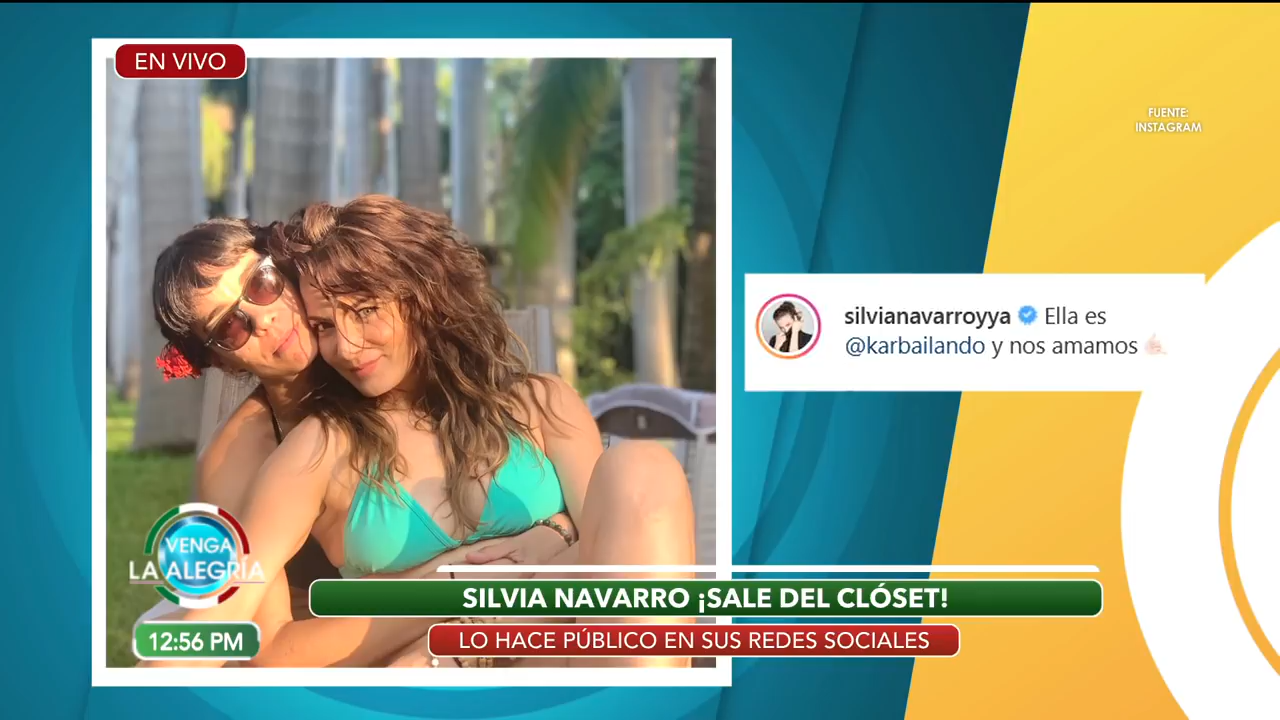 EN VIVO
FUENTE:
INSTAGRAM
silvianavarroyya Ella es
@karbailando y nos amamos
VENGA
LA ALEGRÍA
SILVIA NAVARRO ¡SALE DEL CLÓSET!
12:56 PM
LO HACE PÚBLICO EN SUS REDES SOCIALES